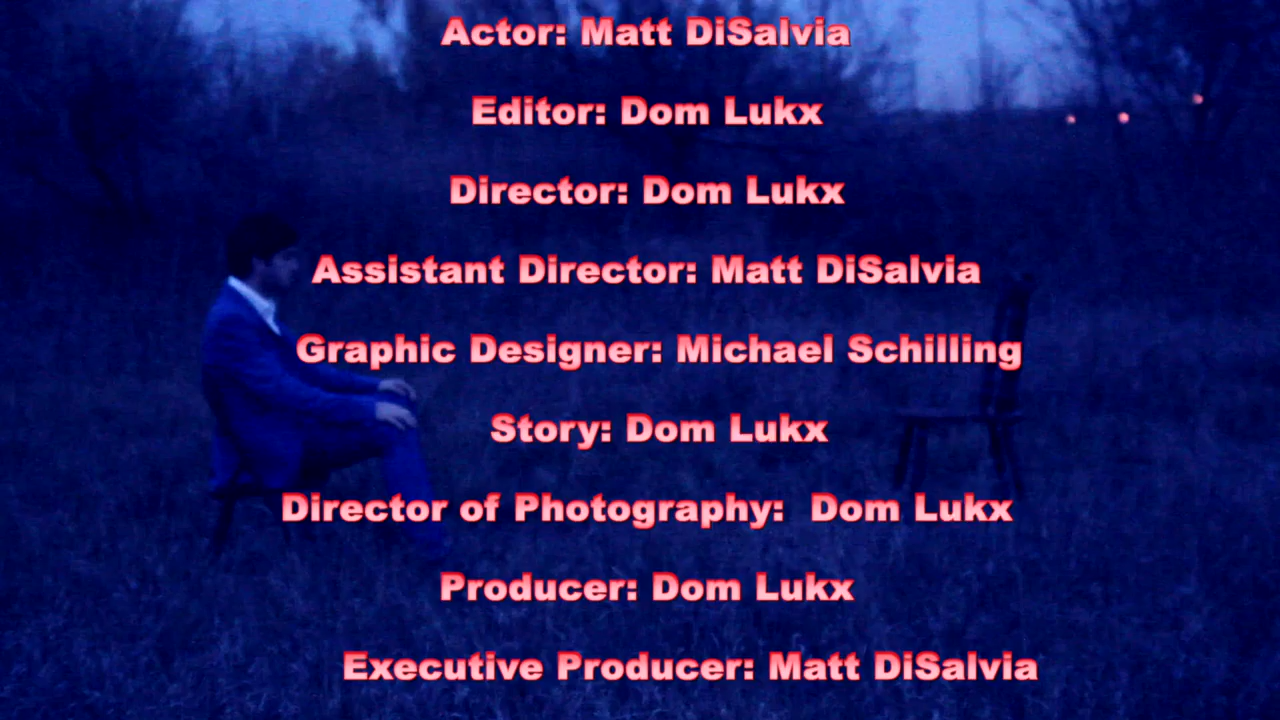 Actor: Matt DiSalvia
Editor: Dom Lukx
Director: Dom Lukx
Assistant Director: Matt DiSalvia
Graphic Designer: Michael Schilling
Story: Dom Lukx
Director of Photography:  Dom Lukx
Producer: Dom Lukx
Executive Producer: Matt DiSalvia